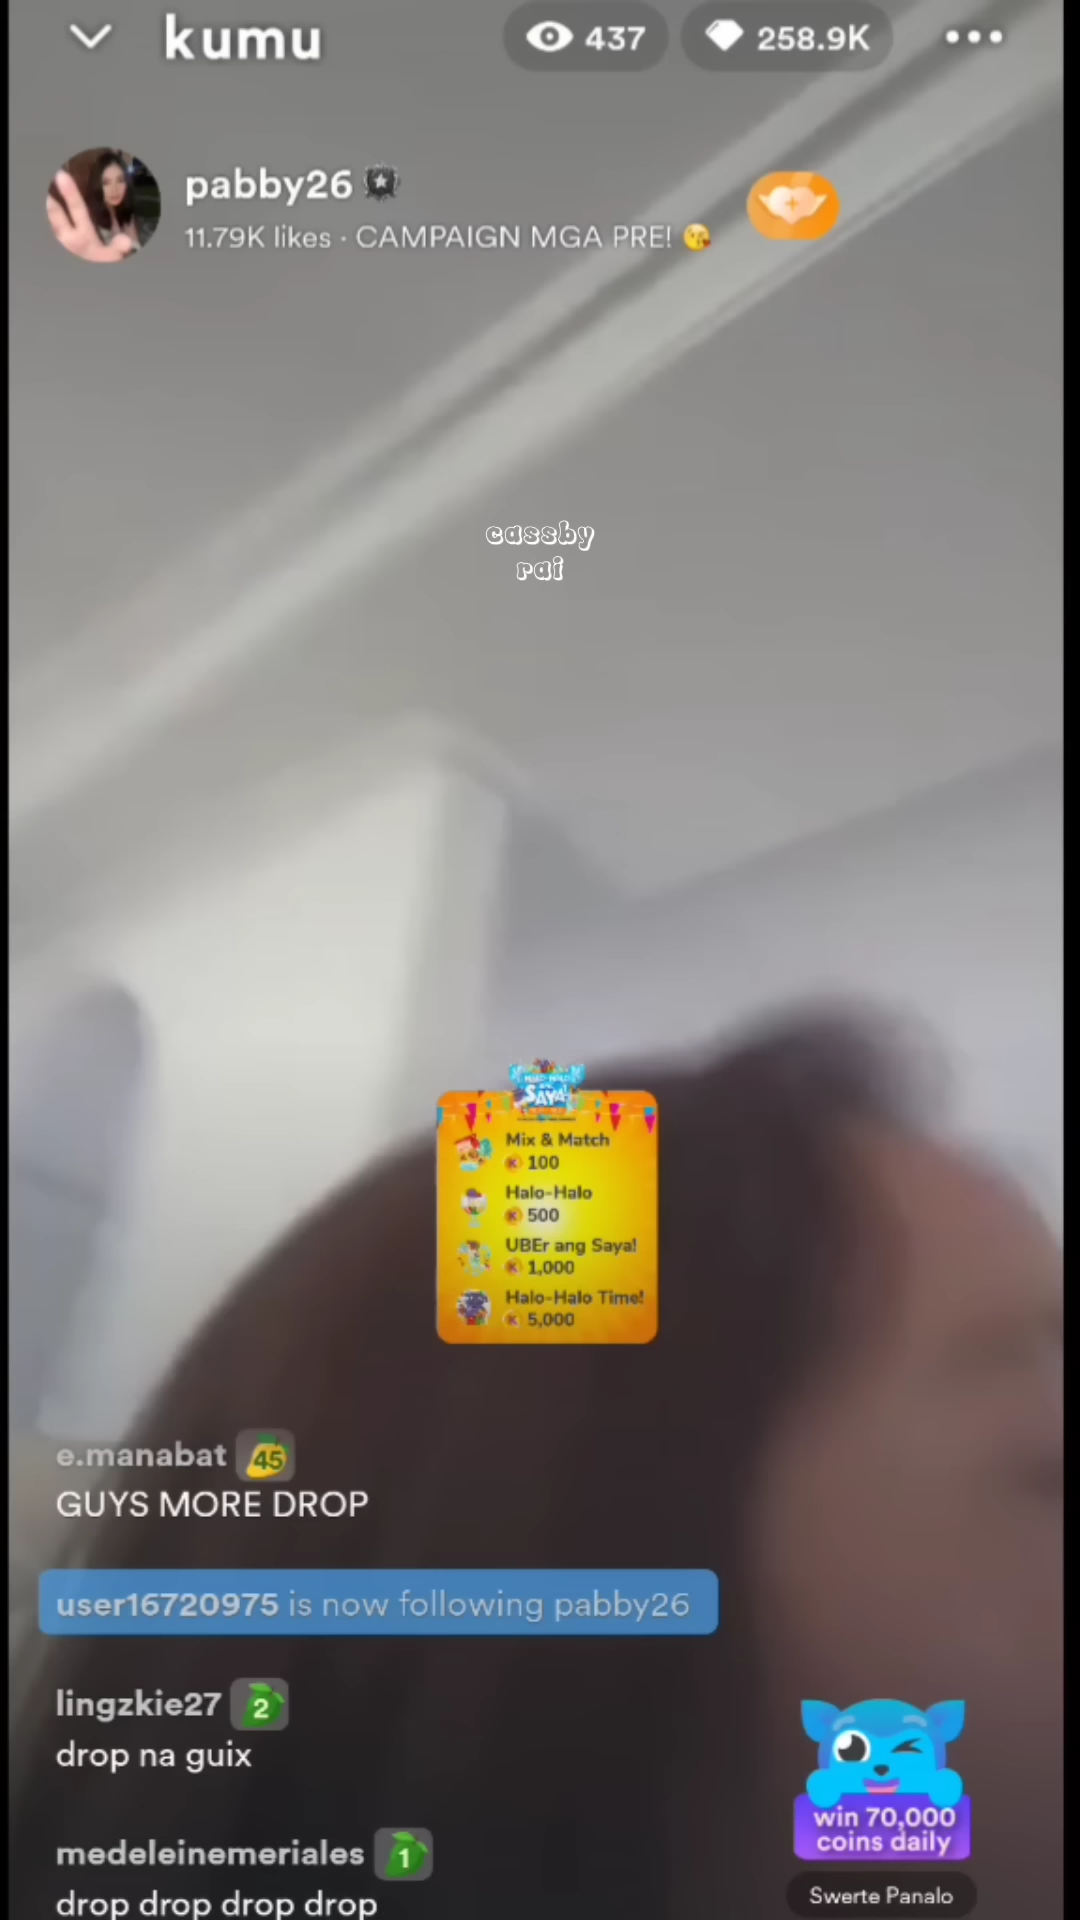 kumu
437
258.9K
pabby26
11.79K likes · CAMPAIGN MGA PRE! 😘
cassby
rai
SAYA!
Mix & Match
100
Halo-Halo
500
UBEr ang Saya!
1,000
Halo-Halo Time!
5,000
e.manabat 45
GUYS MORE DROP
user16720975 is now following pabby26
lingzkie27 2
drop na guix
medeleinemeriales 1
drop drop drop drop
win 70,000
coins daily
Swerte Panalo